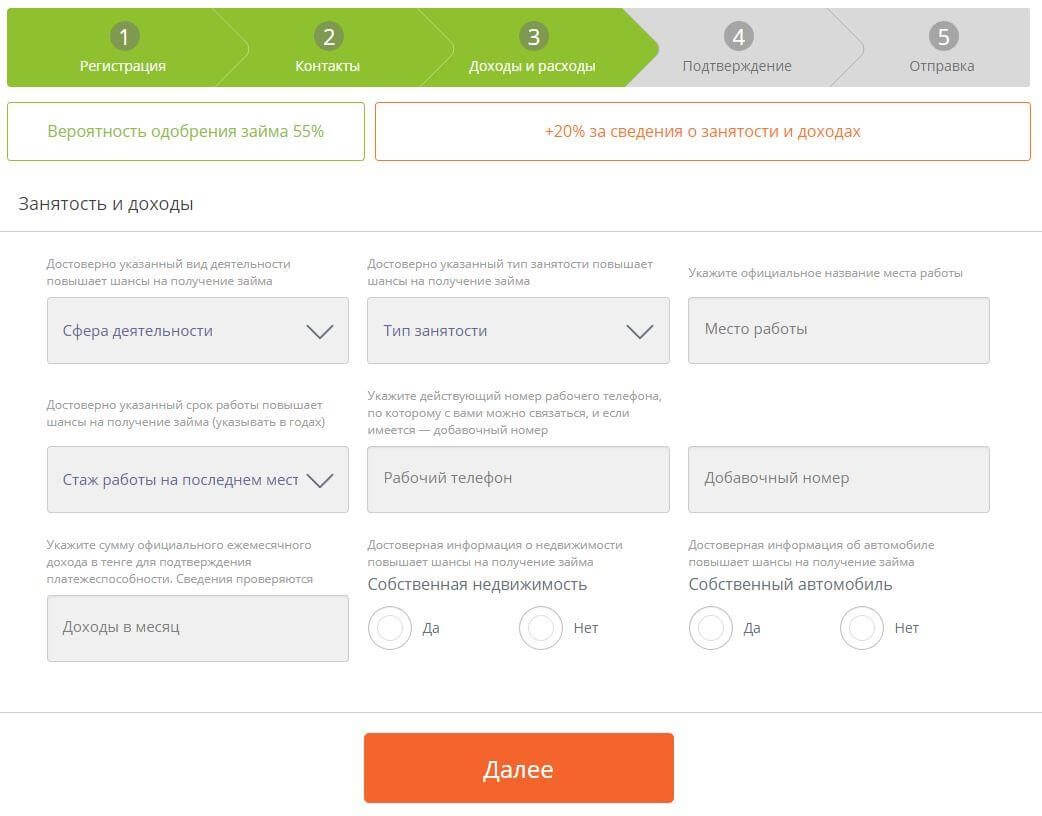 1
Регистрация
2
Контакты
3
Доходы и расходы
4
Подтверждение
5
Отправка
Вероятность одобрения займа 55%
+20% за сведения о занятости и доходах
Занятость и доходы
Достоверно указанный вид деятельности
повышает шансы на получение займа
Сфера деятельности
Достоверно указанный тип занятости повышает
шансы на получение займа
Тип занятости
Укажите официальное название места работы
Место работы
Достоверно указанный срок работы повышает
шансы на получение займа (указывать в годах)
Стаж работы на последнем мест
Укажите действующий номер рабочего телефона,
по которому с вами можно связаться, и если
имеется — добавочный номер
Рабочий телефон
Добавочный номер
Укажите сумму официального ежемесячного
дохода в тенге для подтверждения
платежеспособности. Сведения проверяются
Доходы в месяц
Достоверная информация о недвижимости
повышает шансы на получение займа
Собственная недвижимость
Да
Нет
Достоверная информация об автомобиле
повышает шансы на получение займа
Собственный автомобиль
Да
Нет
Далее